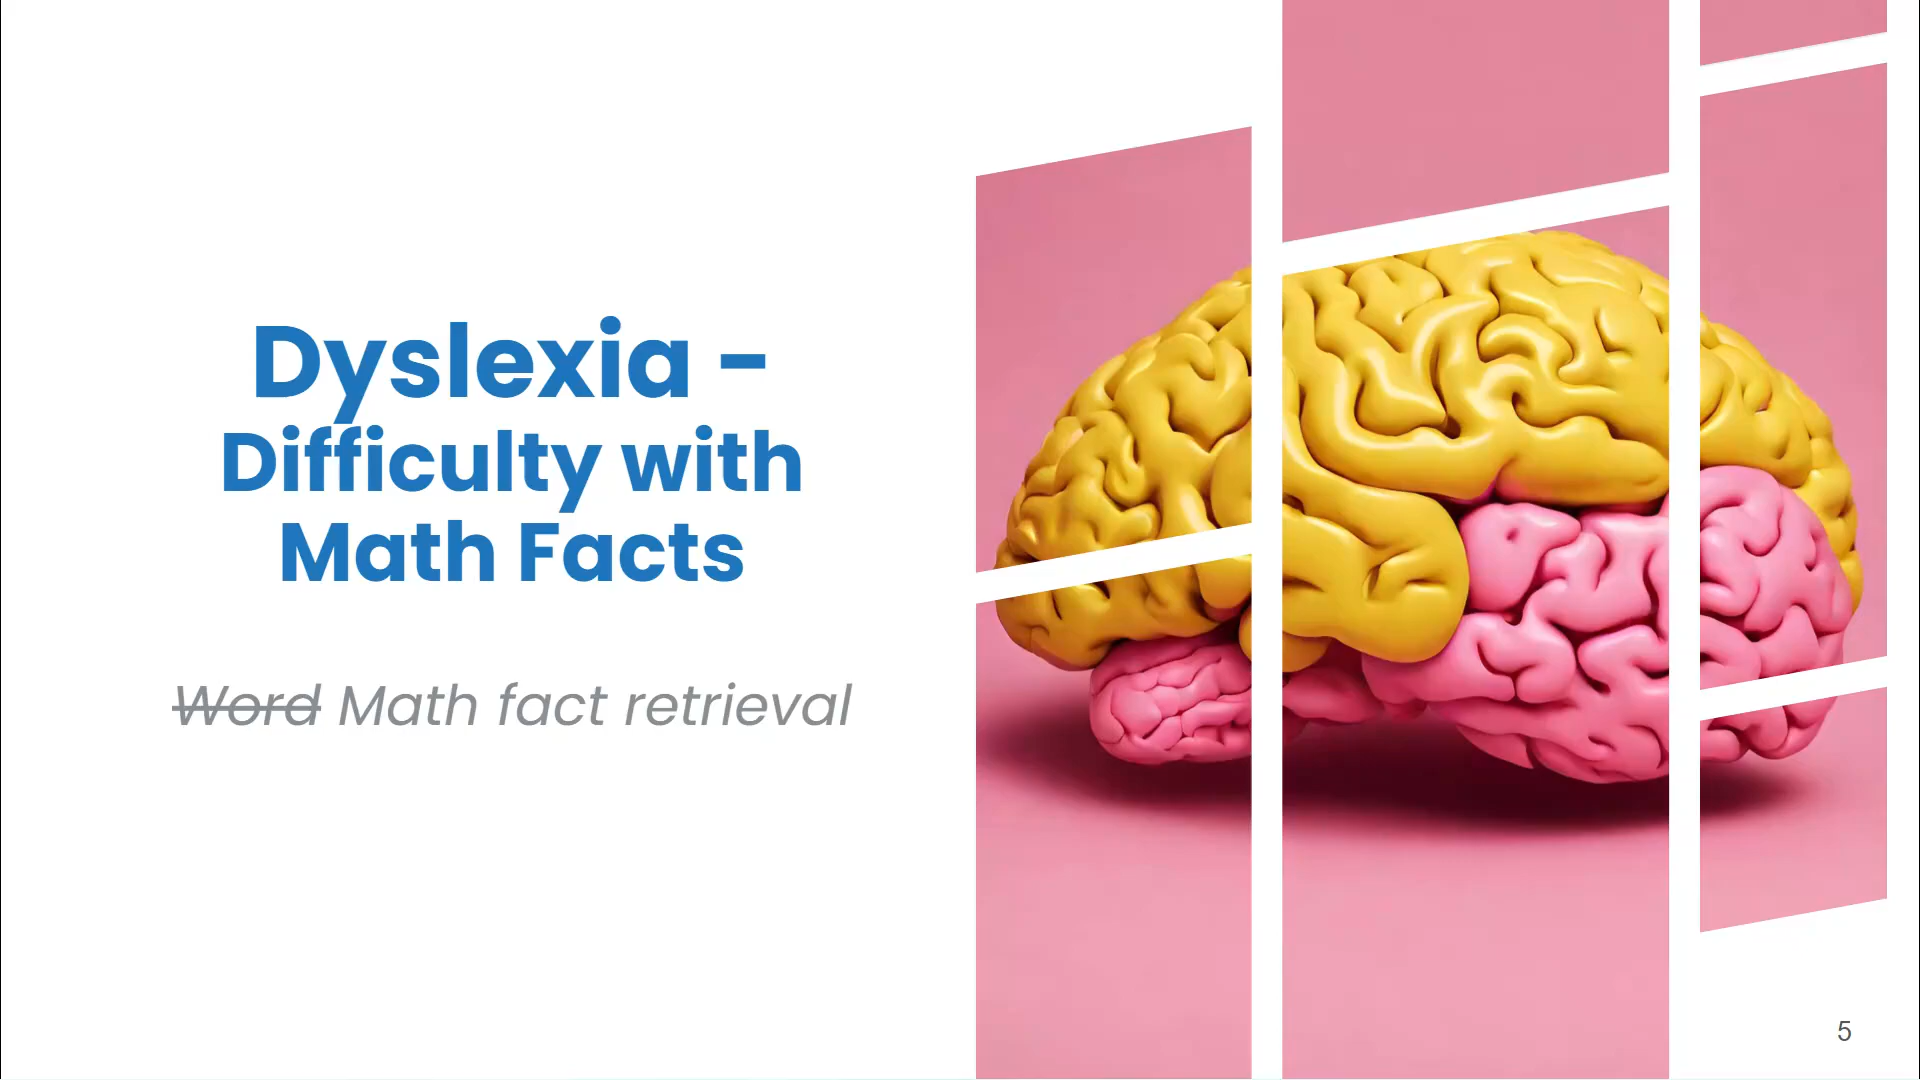 Dyslexia –
Difficulty with
Math Facts
Word Math fact retrieval
5